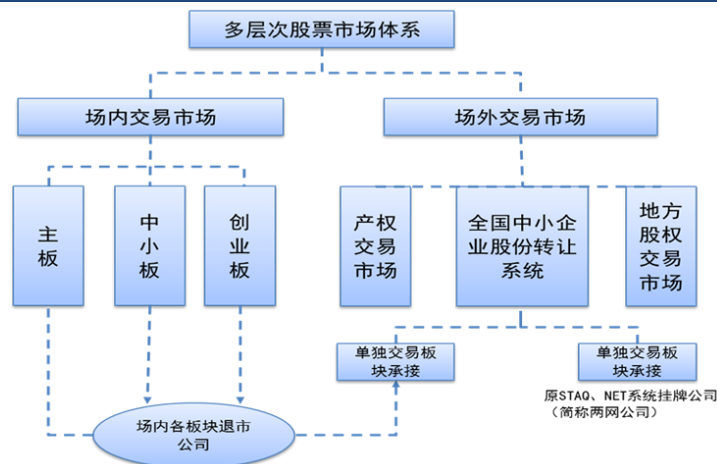 多层次股票市场体系
场内交易市场
场外交易市场
主
板
中
小
板
创
业
板
产权
交易
市场
全国中小企
业股份转让
系统
地方
股权
交易
市场
单独交易板
块承接
单独交易板
块承接
原STAQ、NET系统挂牌公司
（简称两网公司）
场内各板块退市
公司